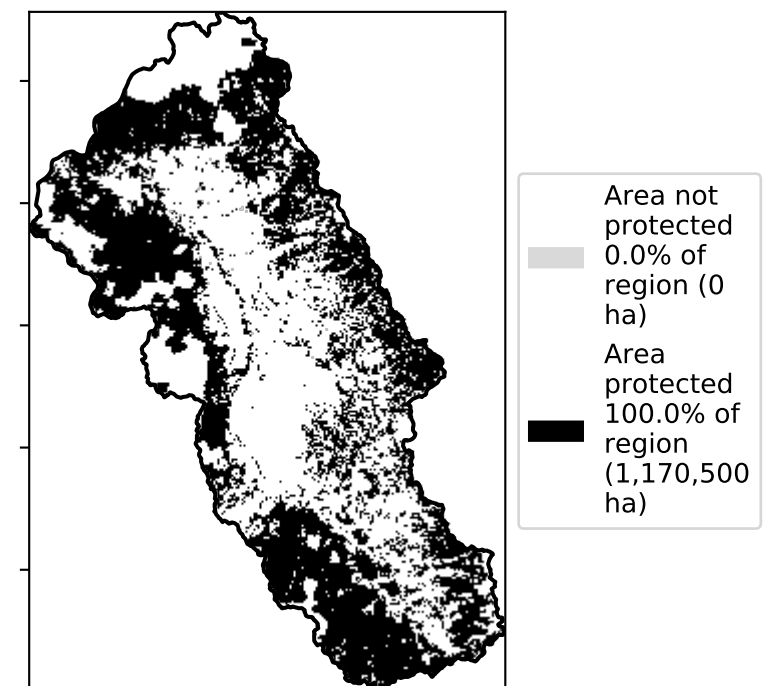 Area not
protected
0.0% of
region (0
ha)
Area
protected
100.0% of
region
(1,170,500
ha)